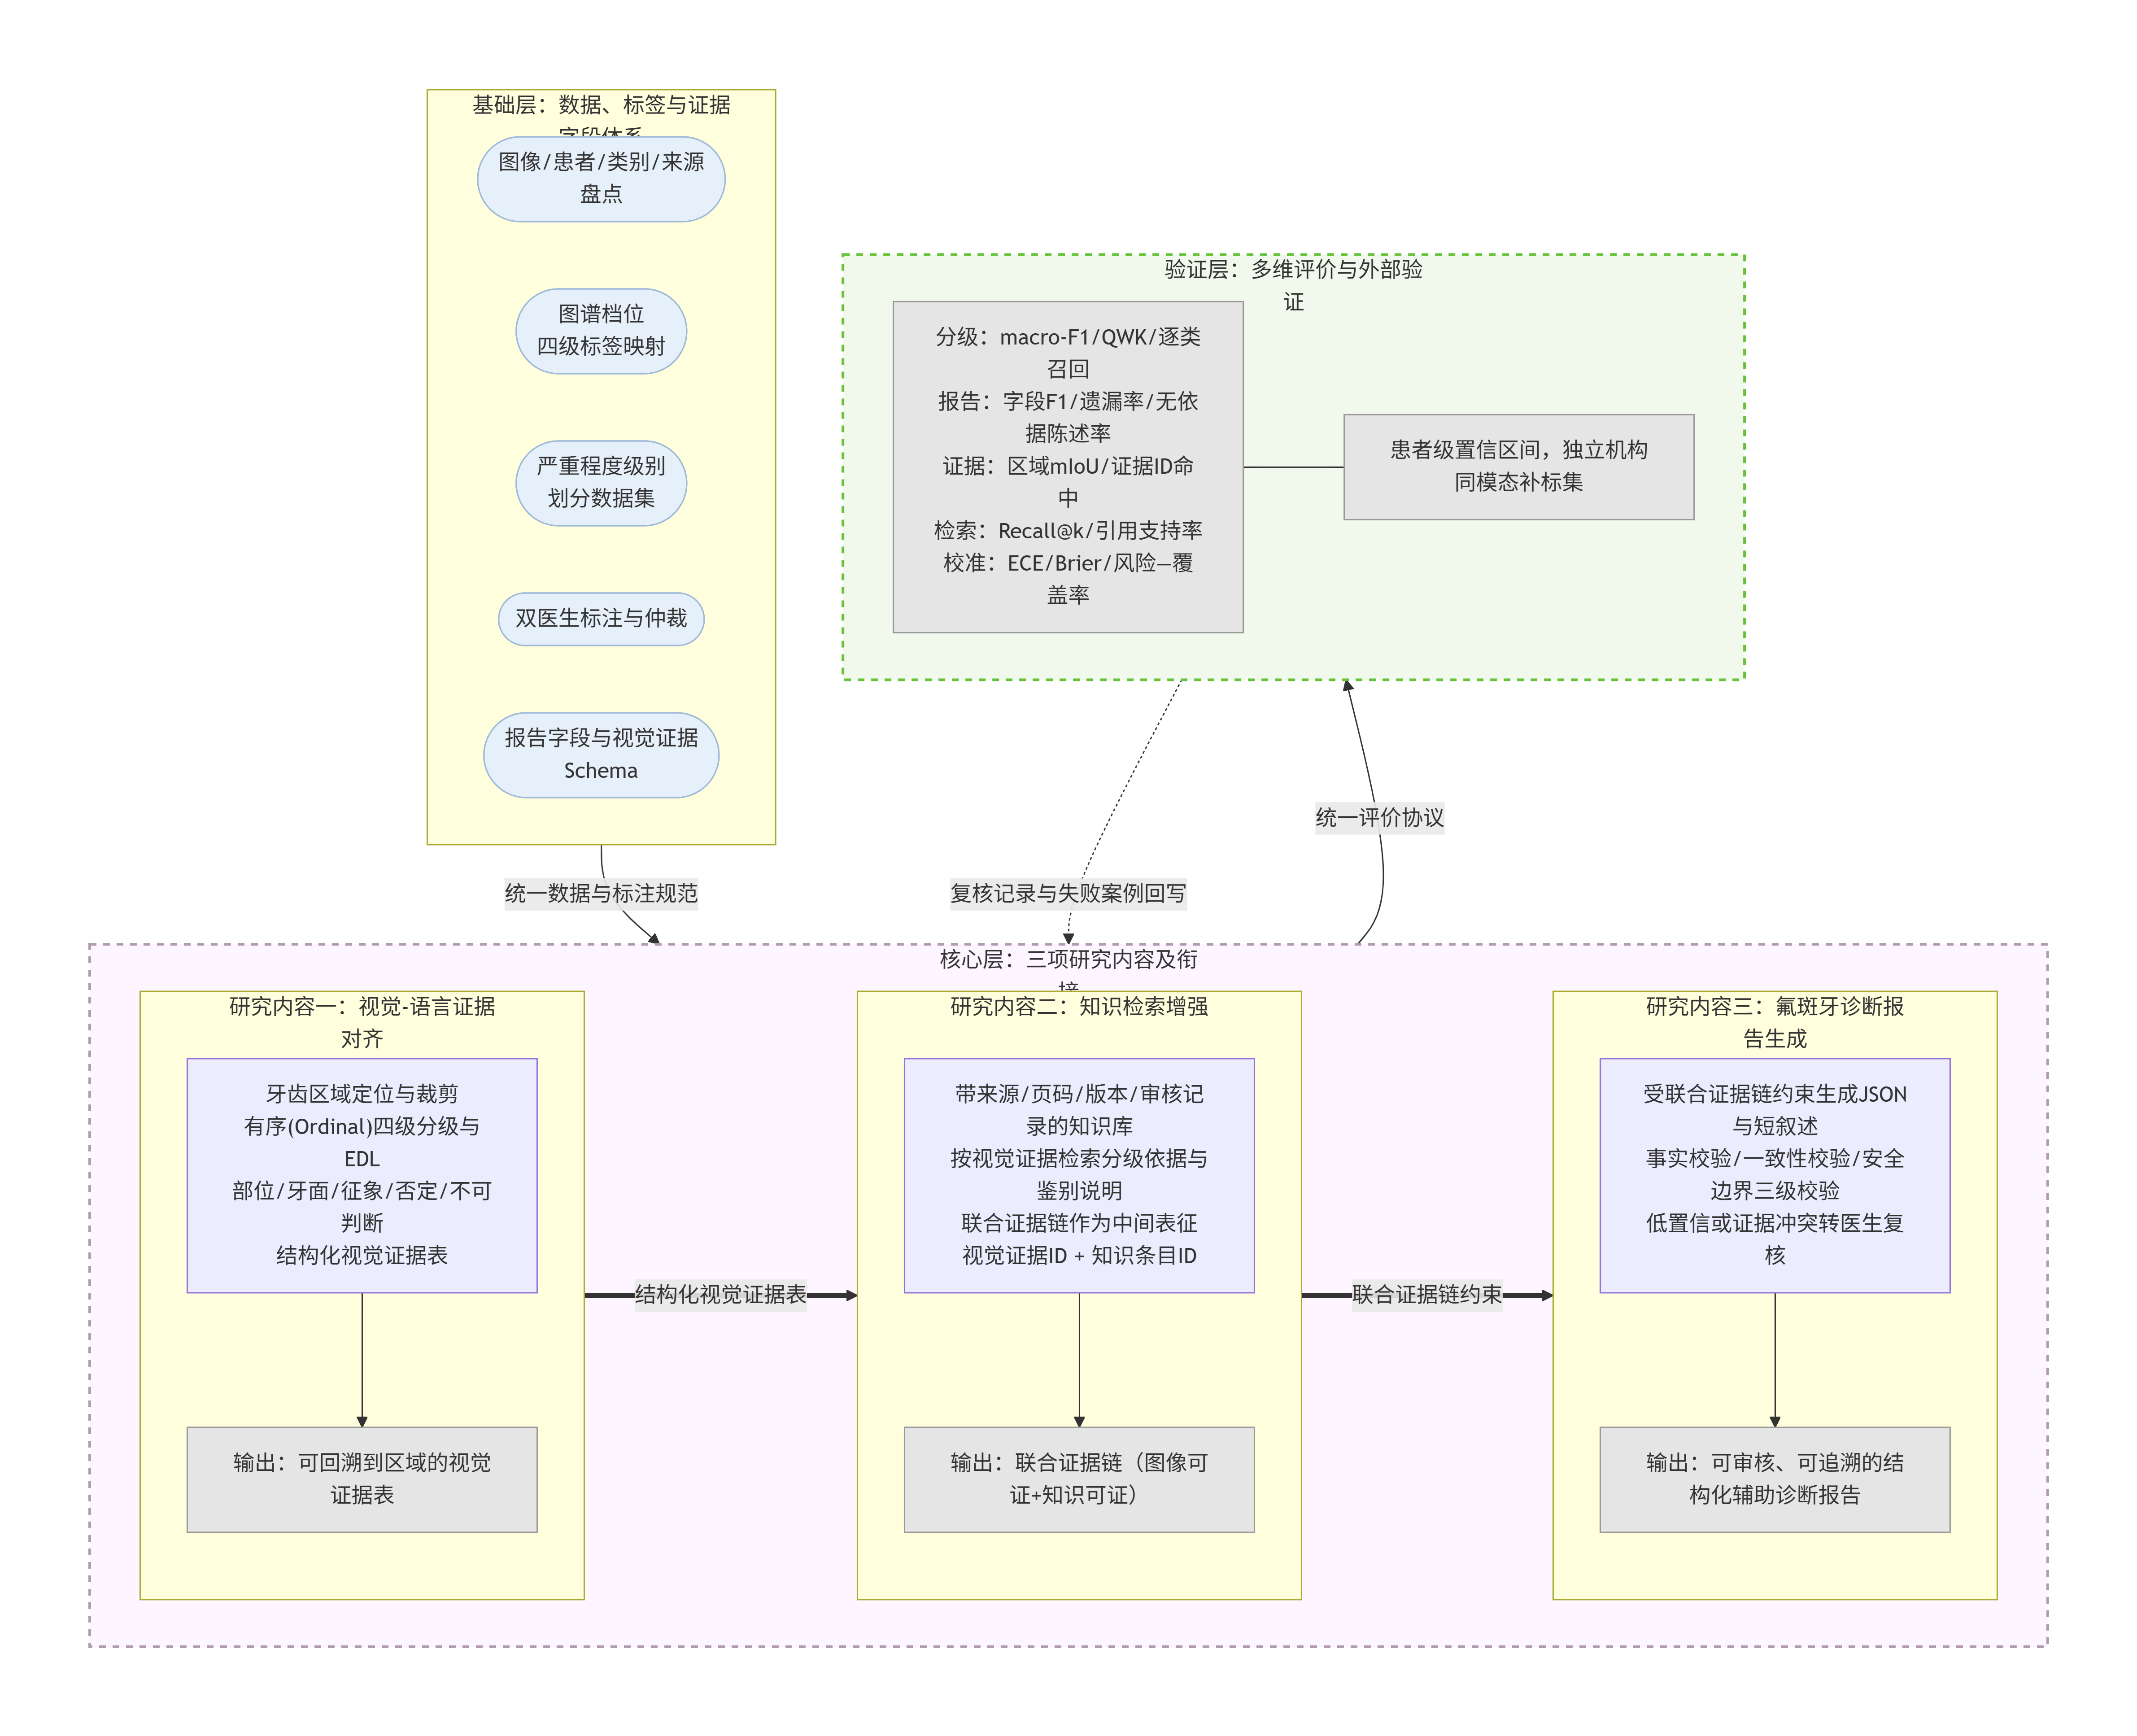 基础层：数据、标签与证据
字段体系
图像/患者/类别/来源
盘点
图谱档位
四级标签映射
严重程度级别
划分数据集
双医生标注与仲裁
报告字段与视觉证据
Schema
验证层：多维评价与外部验
证
分级：macro-F1/QWK/逐类
召回
报告：字段F1/遗漏率/无依
据陈述率
证据：区域mIoU/证据ID命
中
检索：Recall@k/引用支持率
校准：ECE/Brier/风险—覆
盖率
患者级置信区间，独立机构
同模态补标集
统一评价协议
统一数据与标注规范
复核记录与失败案例回写
核心层：三项研究内容及衔
接
研究内容一：视觉-语言证据
对齐
牙齿区域定位与裁剪
有序(Ordinal)四级分级与
EDL
部位/牙面/征象/否定/不可
判断
结构化视觉证据表
输出：可回溯到区域的视觉
证据表
结构化视觉证据表
研究内容二：知识检索增强
带来源/页码/版本/审核记
录的知识库
按视觉证据检索分级依据与
鉴别说明
联合证据链作为中间表征
视觉证据ID + 知识条目ID
输出：联合证据链（图像可
证+知识可证）
联合证据链约束
研究内容三：氟斑牙诊断报
告生成
受联合证据链约束生成JSON
与短叙述
事实校验/一致性校验/安全
边界三级校验
低置信或证据冲突转医生复
核
输出：可审核、可追溯的结
构化辅助诊断报告